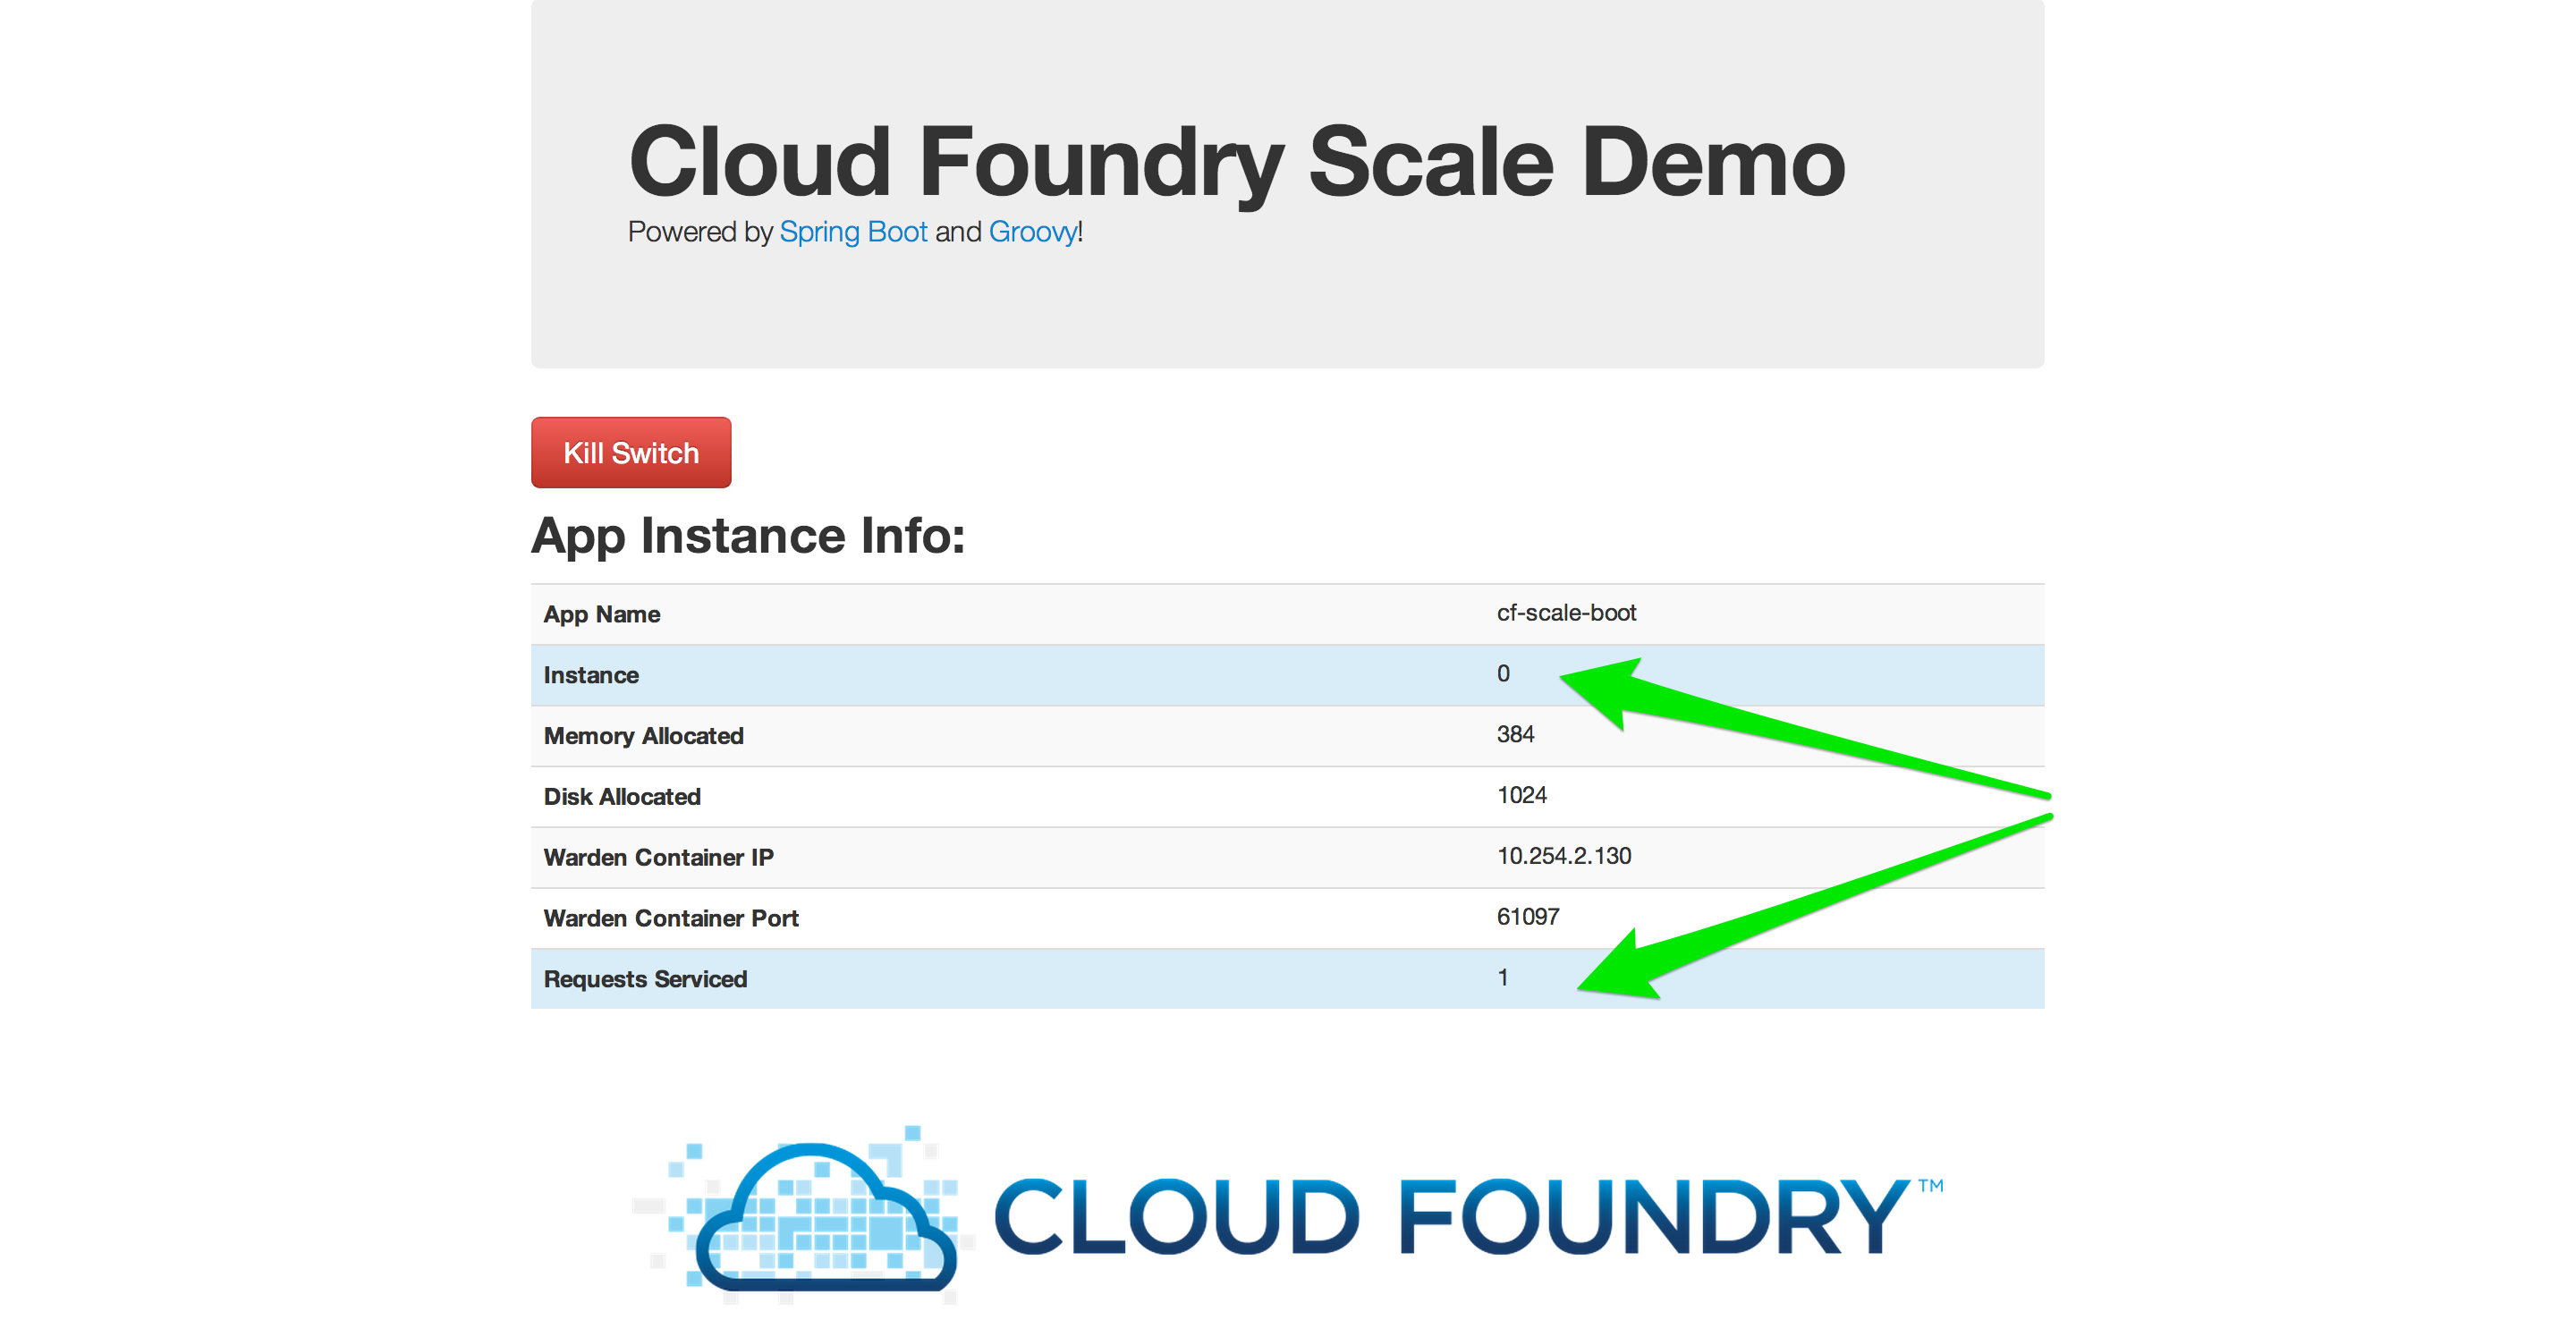 Cloud Foundry Scale Demo
Powered by Spring Boot and Groovy!
Kill Switch
App Instance Info:
App Name cf-scale-boot
Instance 0
Memory Allocated 384
Disk Allocated 1024
Warden Container IP 10.254.2.130
Warden Container Port 61097
Requests Serviced 1
CLOUD FOUNDRY™